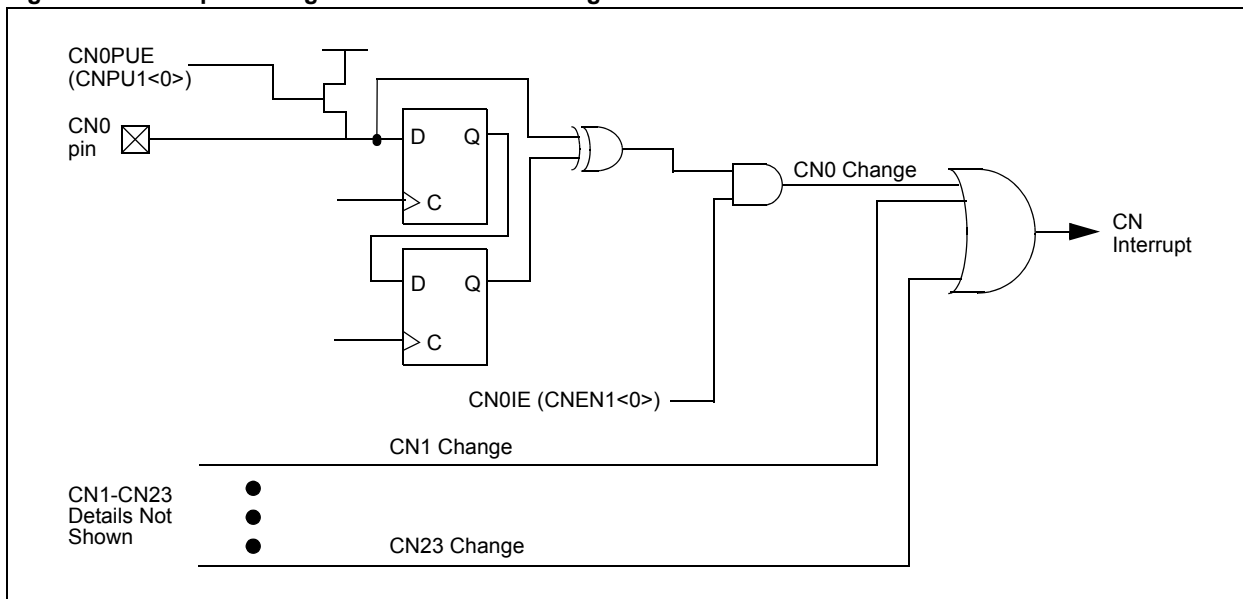 CN0PUE
(CNPU1<0>)
CN0
pin
D Q
C
D Q
C
CN0 Change
CN
Interrupt
CN0IE (CNEN1<0>)
CN1 Change
CN1-CN23
Details Not
Shown
CN23 Change